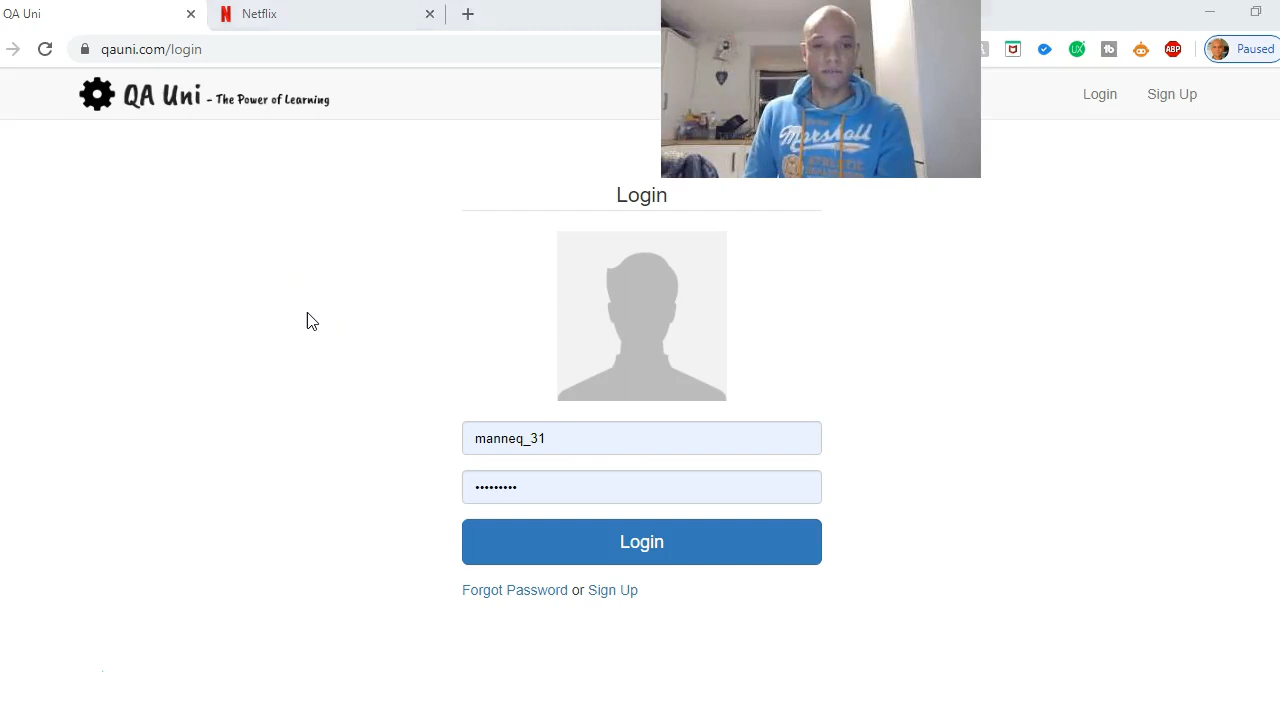 QA Uni
Netflix
qauni.com/login
Paused
QA Uni - The Power of Learning
Login
Sign Up
Marshall
Login
manneq_31
•••••••••
Login
Forgot Password or Sign Up